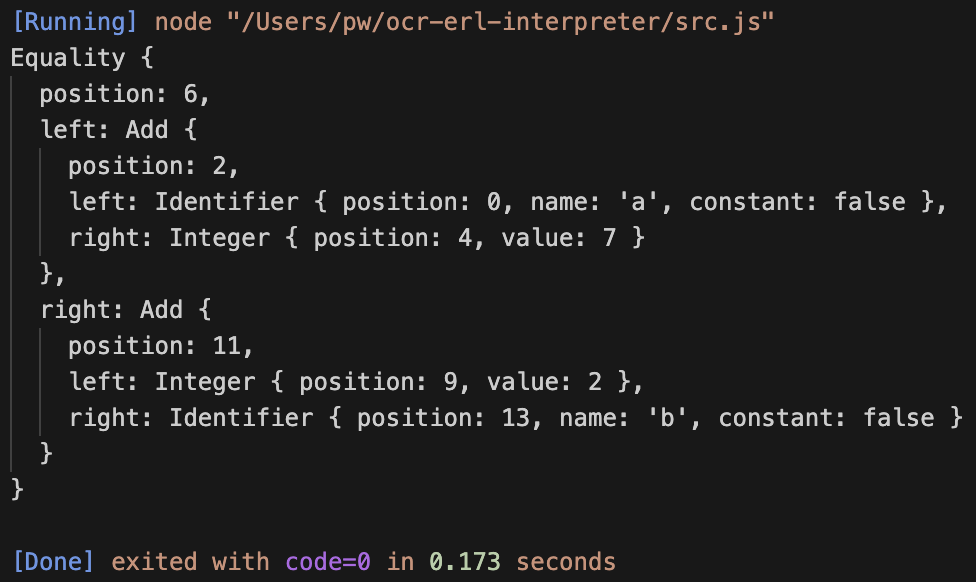 [Running] node "/Users/pw/ocr-erl-interpreter/src.js"
Equality {
  position: 6,
  left: Add {
    position: 2,
    left: Identifier { position: 0, name: 'a', constant: false },
    right: Integer { position: 4, value: 7 }
  },
  right: Add {
    position: 11,
    left: Integer { position: 9, value: 2 },
    right: Identifier { position: 13, name: 'b', constant: false }
  }
}

[Done] exited with code=0 in 0.173 seconds